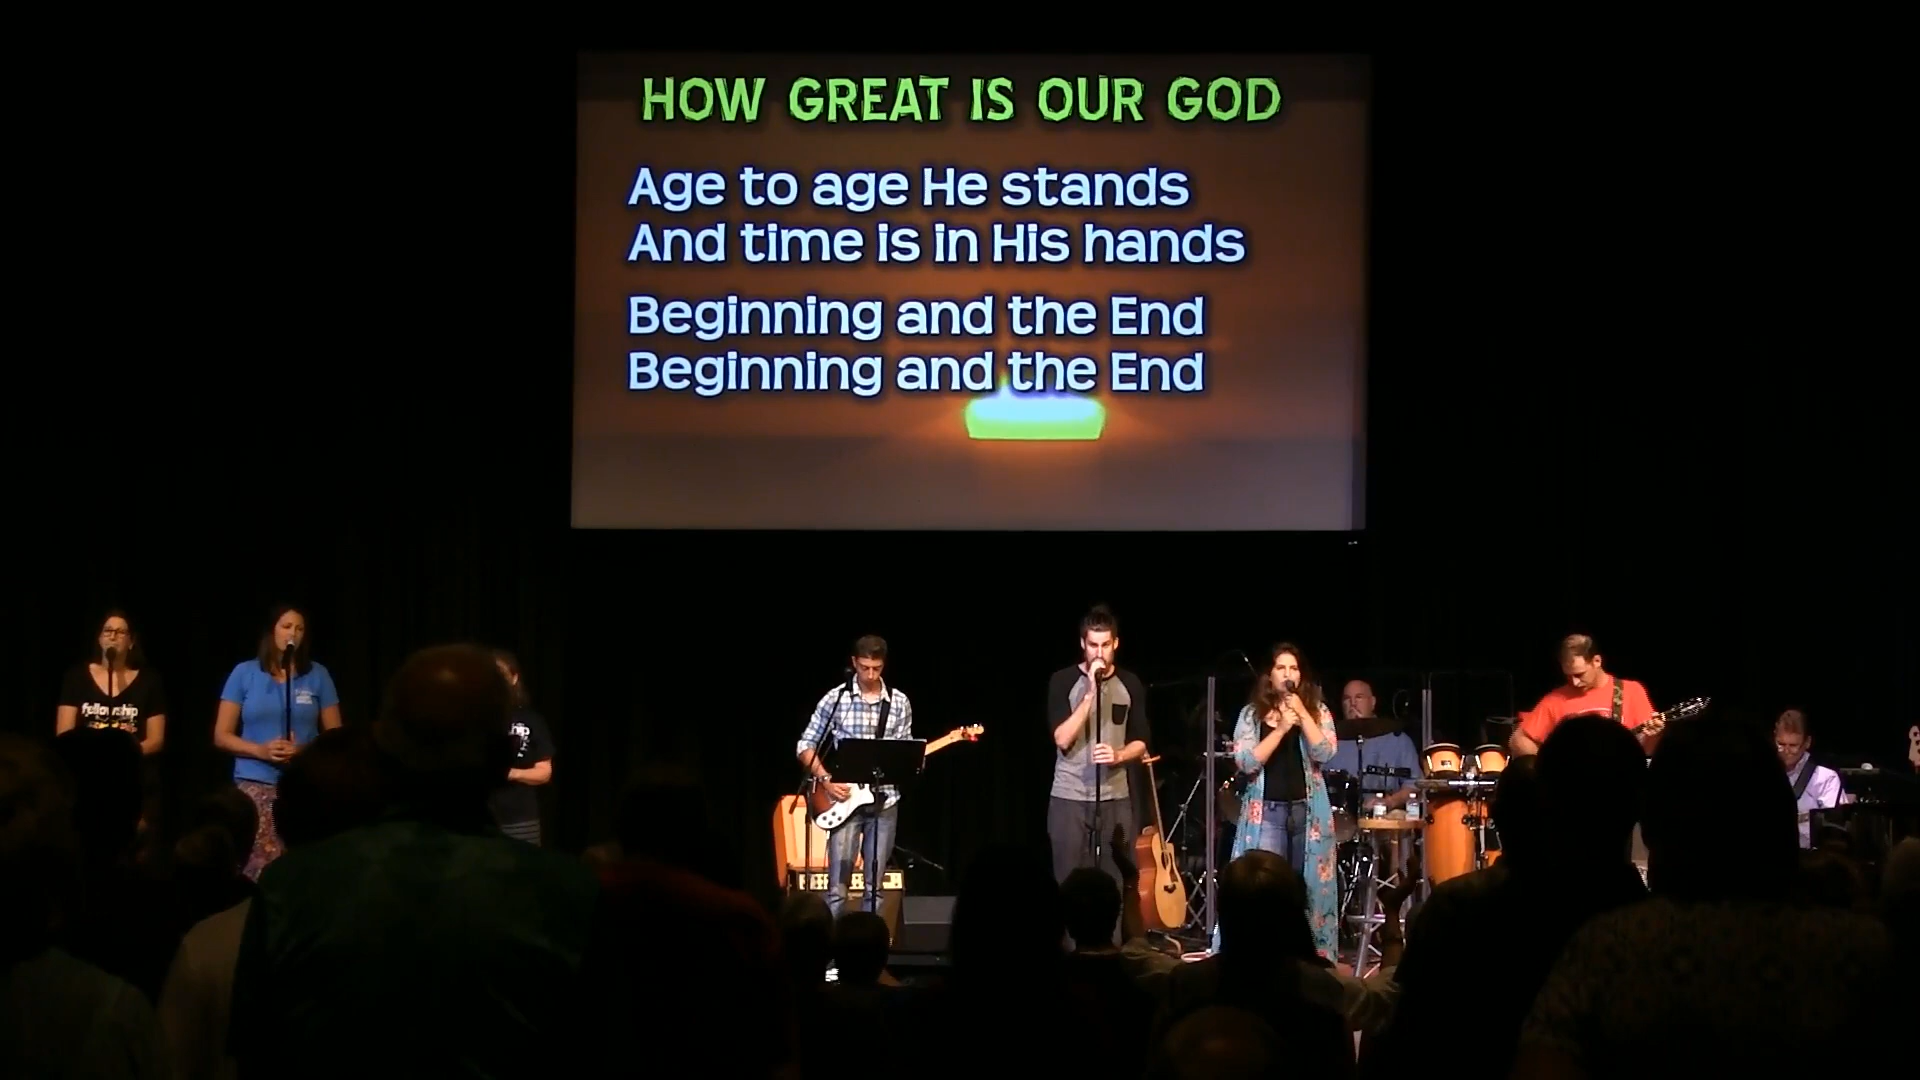 HOW GREAT IS OUR GOD
Age to age He stands
And time is in His hands
Beginning and the End
Beginning and the End
fellowship